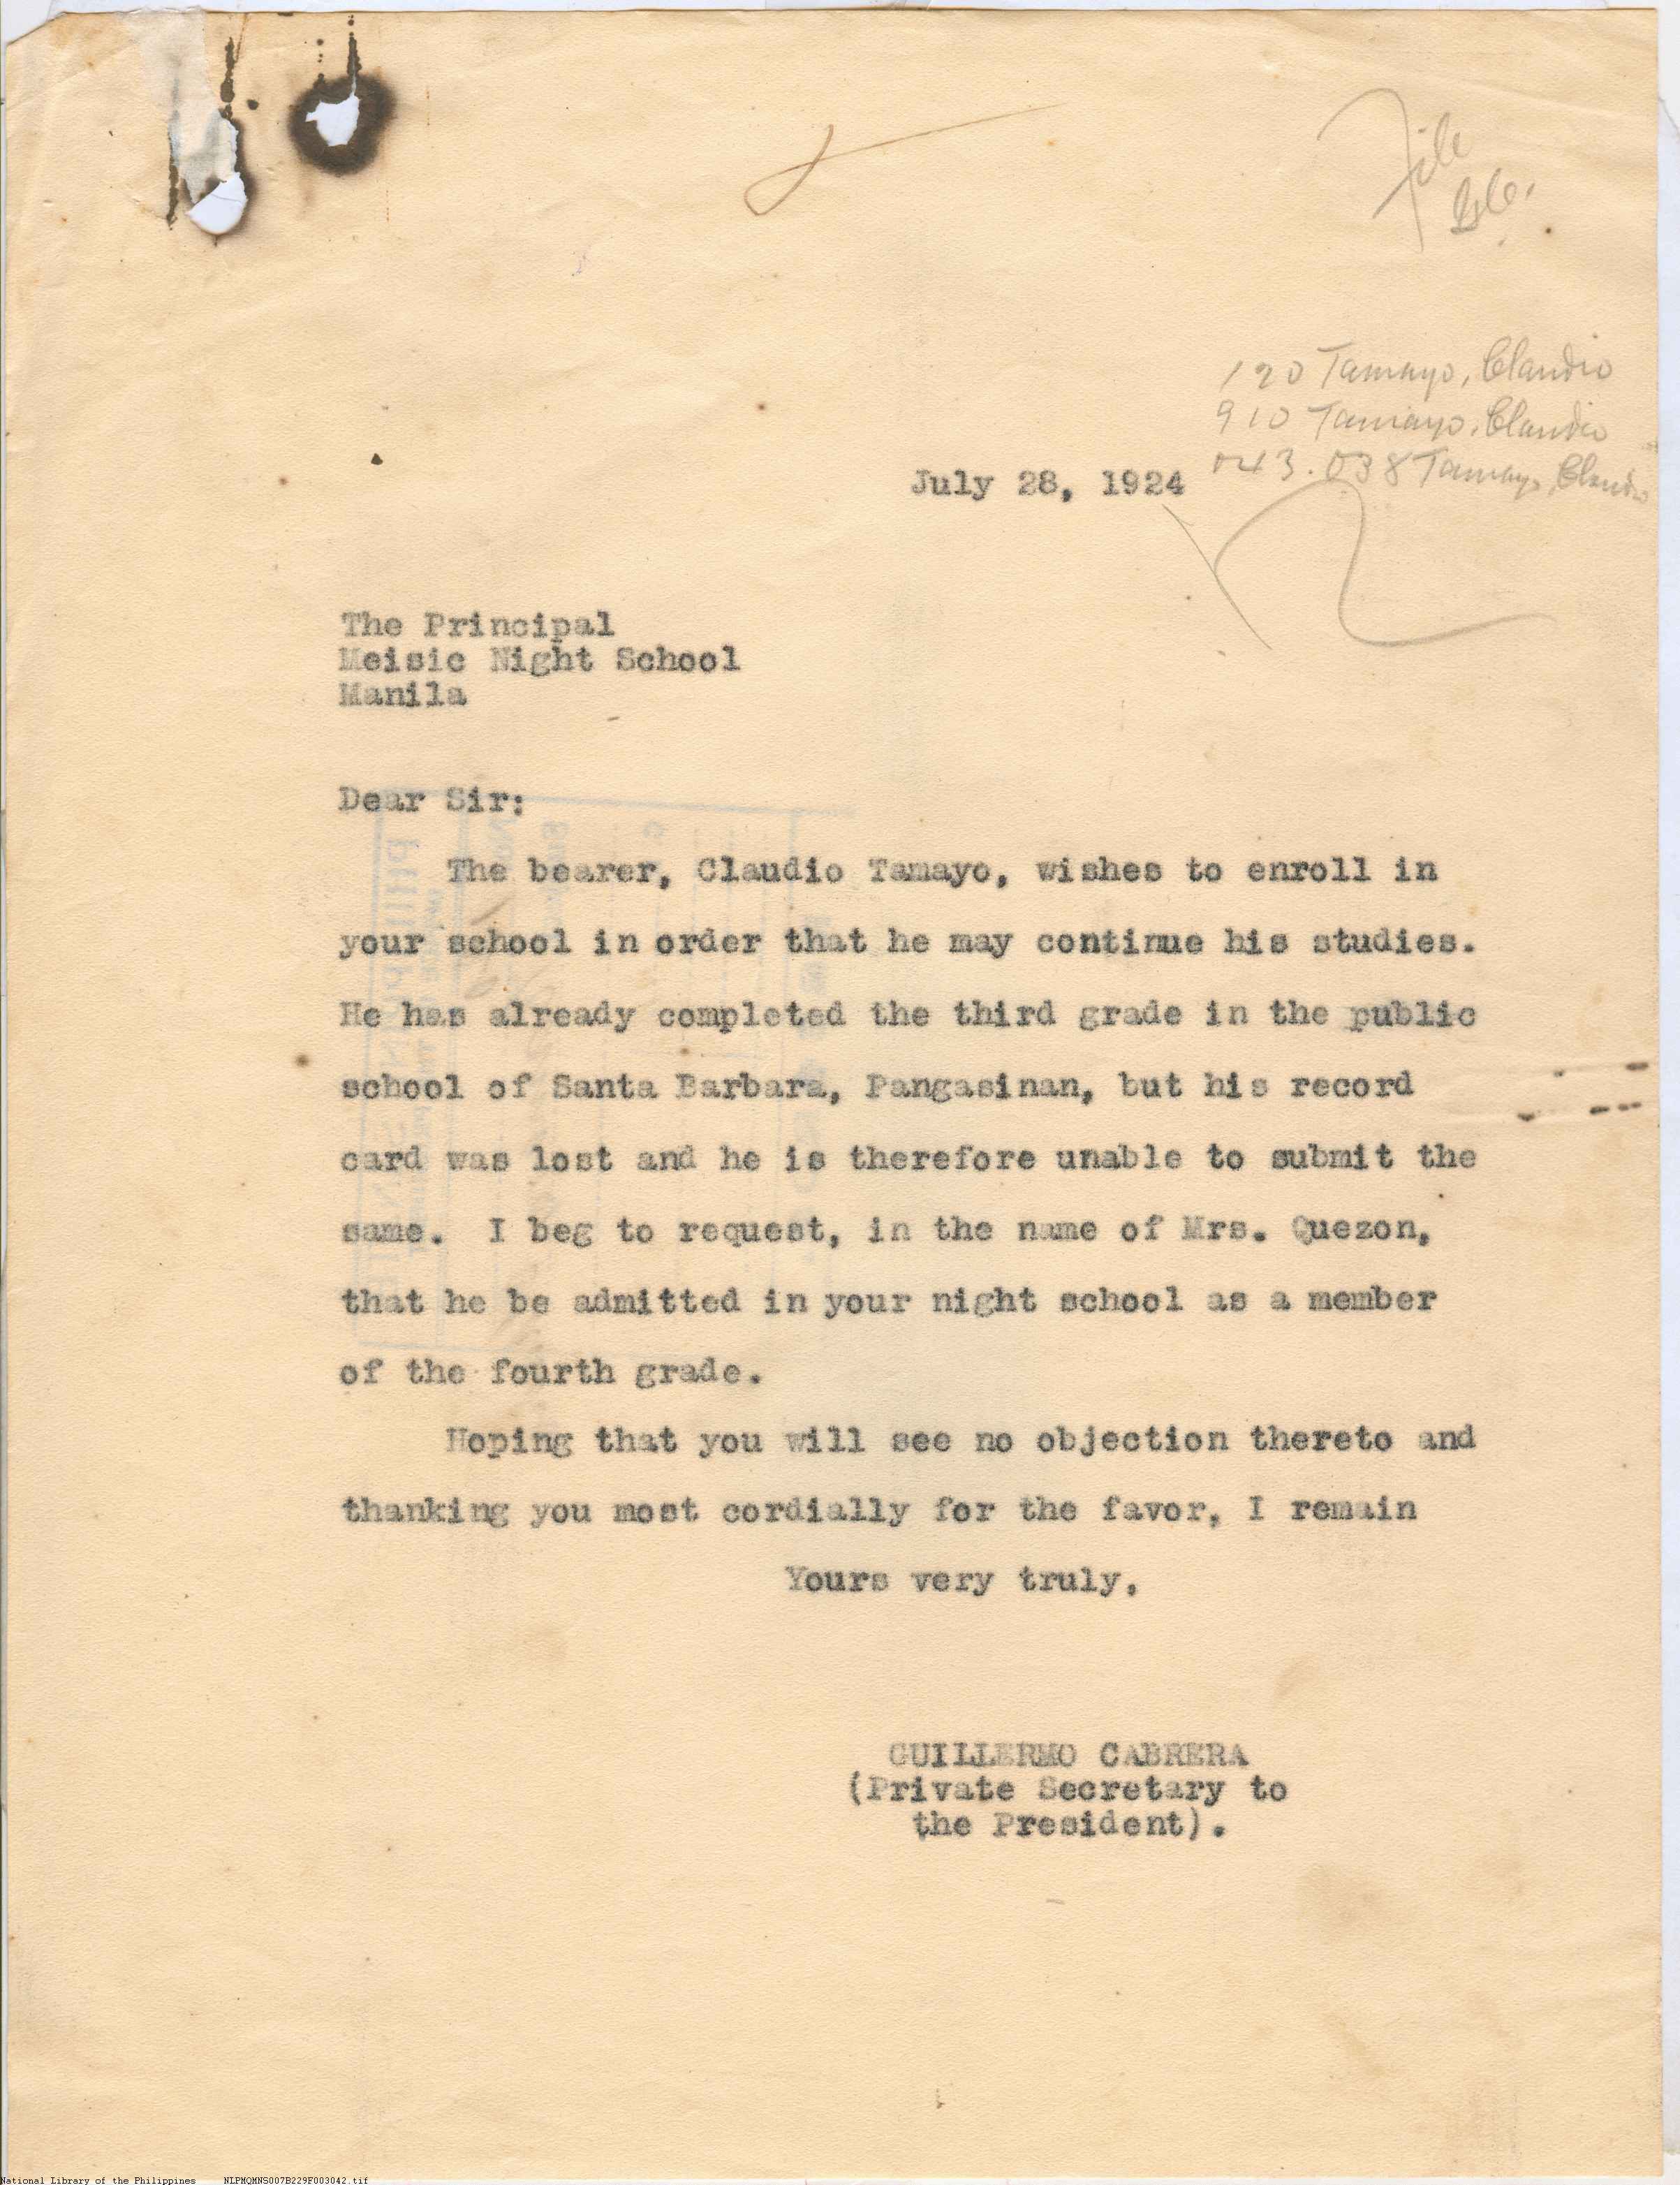 File
120 Tamayo, Claudio
910 Tamayo, Claudio
043.038 Tamayo, Claudio
July 28, 1924
The Principal
Meisic Night School
Manila
Dear Sir:
The bearer, Claudio Tamayo, wishes to enroll in
your school in order that he may continue his studies.
He has already completed the third grade in the public
school of Santa Barbara, Pangasinan, but his record
card was lost and he is therefore unable to submit the
same. I beg to request, in the name of Mrs. Quezon,
that he be admitted in your night school as a member
of the fourth grade.
Hoping that you will see no objection thereto and
thanking you most cordially for the favor, I remain
Yours very truly,
GUILLERMO CABRERA
(Private Secretary to
the President).
National Library of the Philippines NLPMQMNS007B229F003042.tif